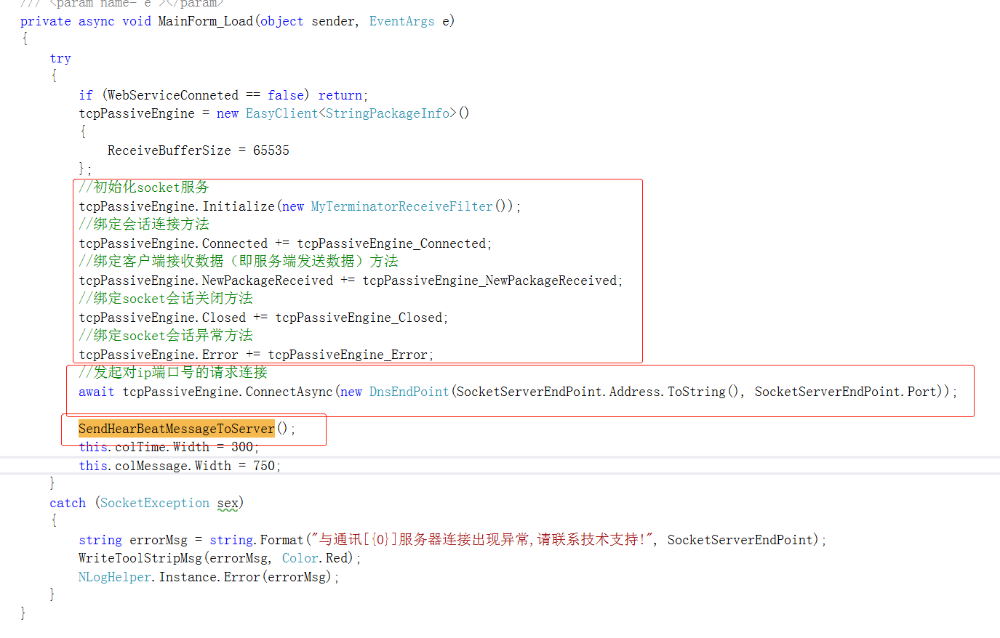 /// <param name="e"></param>
private async void MainForm_Load(object sender, EventArgs e)
{
try
{
if (WebServiceConneted == false) return;
tcpPassiveEngine = new EasyClient<StringPackageInfo>()
{
ReceiveBufferSize = 65535
};
//初始化socket服务
tcpPassiveEngine.Initialize(new MyTerminatorReceiveFilter());
//绑定会话连接方法
tcpPassiveEngine.Connected += tcpPassiveEngine_Connected;
//绑定客户端接收数据（即服务端发送数据）方法
tcpPassiveEngine.NewPackageReceived += tcpPassiveEngine_NewPackageReceived;
//绑定socket会话关闭方法
tcpPassiveEngine.Closed += tcpPassiveEngine_Closed;
//绑定socket会话异常方法
tcpPassiveEngine.Error += tcpPassiveEngine_Error;
//发起对ip端口号的请求连接
await tcpPassiveEngine.ConnectAsync(new DnsEndPoint(SocketServerEndPoint.Address.ToString(), SocketServerEndPoint.Port));
SendHearBeatMessageToServer();
this.colTime.Width = 300;
this.colMessage.Width = 750;
}
catch (SocketException sex)
{
string errorMsg = string.Format("与通讯[{0}]服务器连接出现异常,请联系技术支持!", SocketServerEndPoint);
WriteToolStripMsg(errorMsg, Color.Red);
NLogHelper.Instance.Error(errorMsg);
}
}